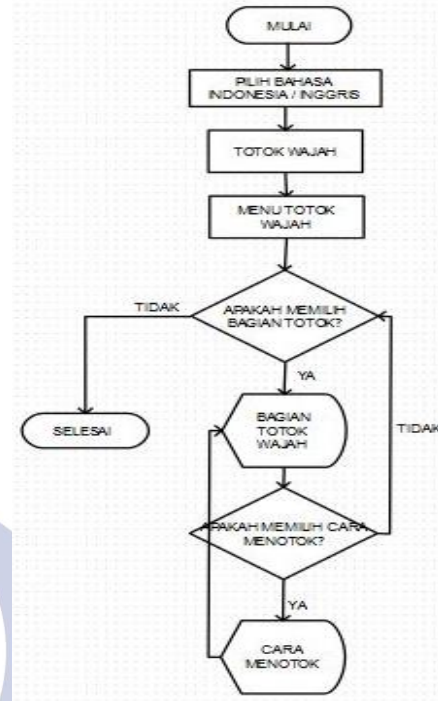 MULAI
PILIH BAHASA
INDONESIA / INGGRIS
TOTOK WAJAH
MENU TOTOK
WAJAH
APAKAH MEMILIH
BAGIAN TOTOK?
TIDAK
YA
SELESAI
BAGIAN
TOTOK
WAJAH
TIDAK
APAKAH MEMILIH CARA
MENOTOK?
YA
CARA
MENOTOK